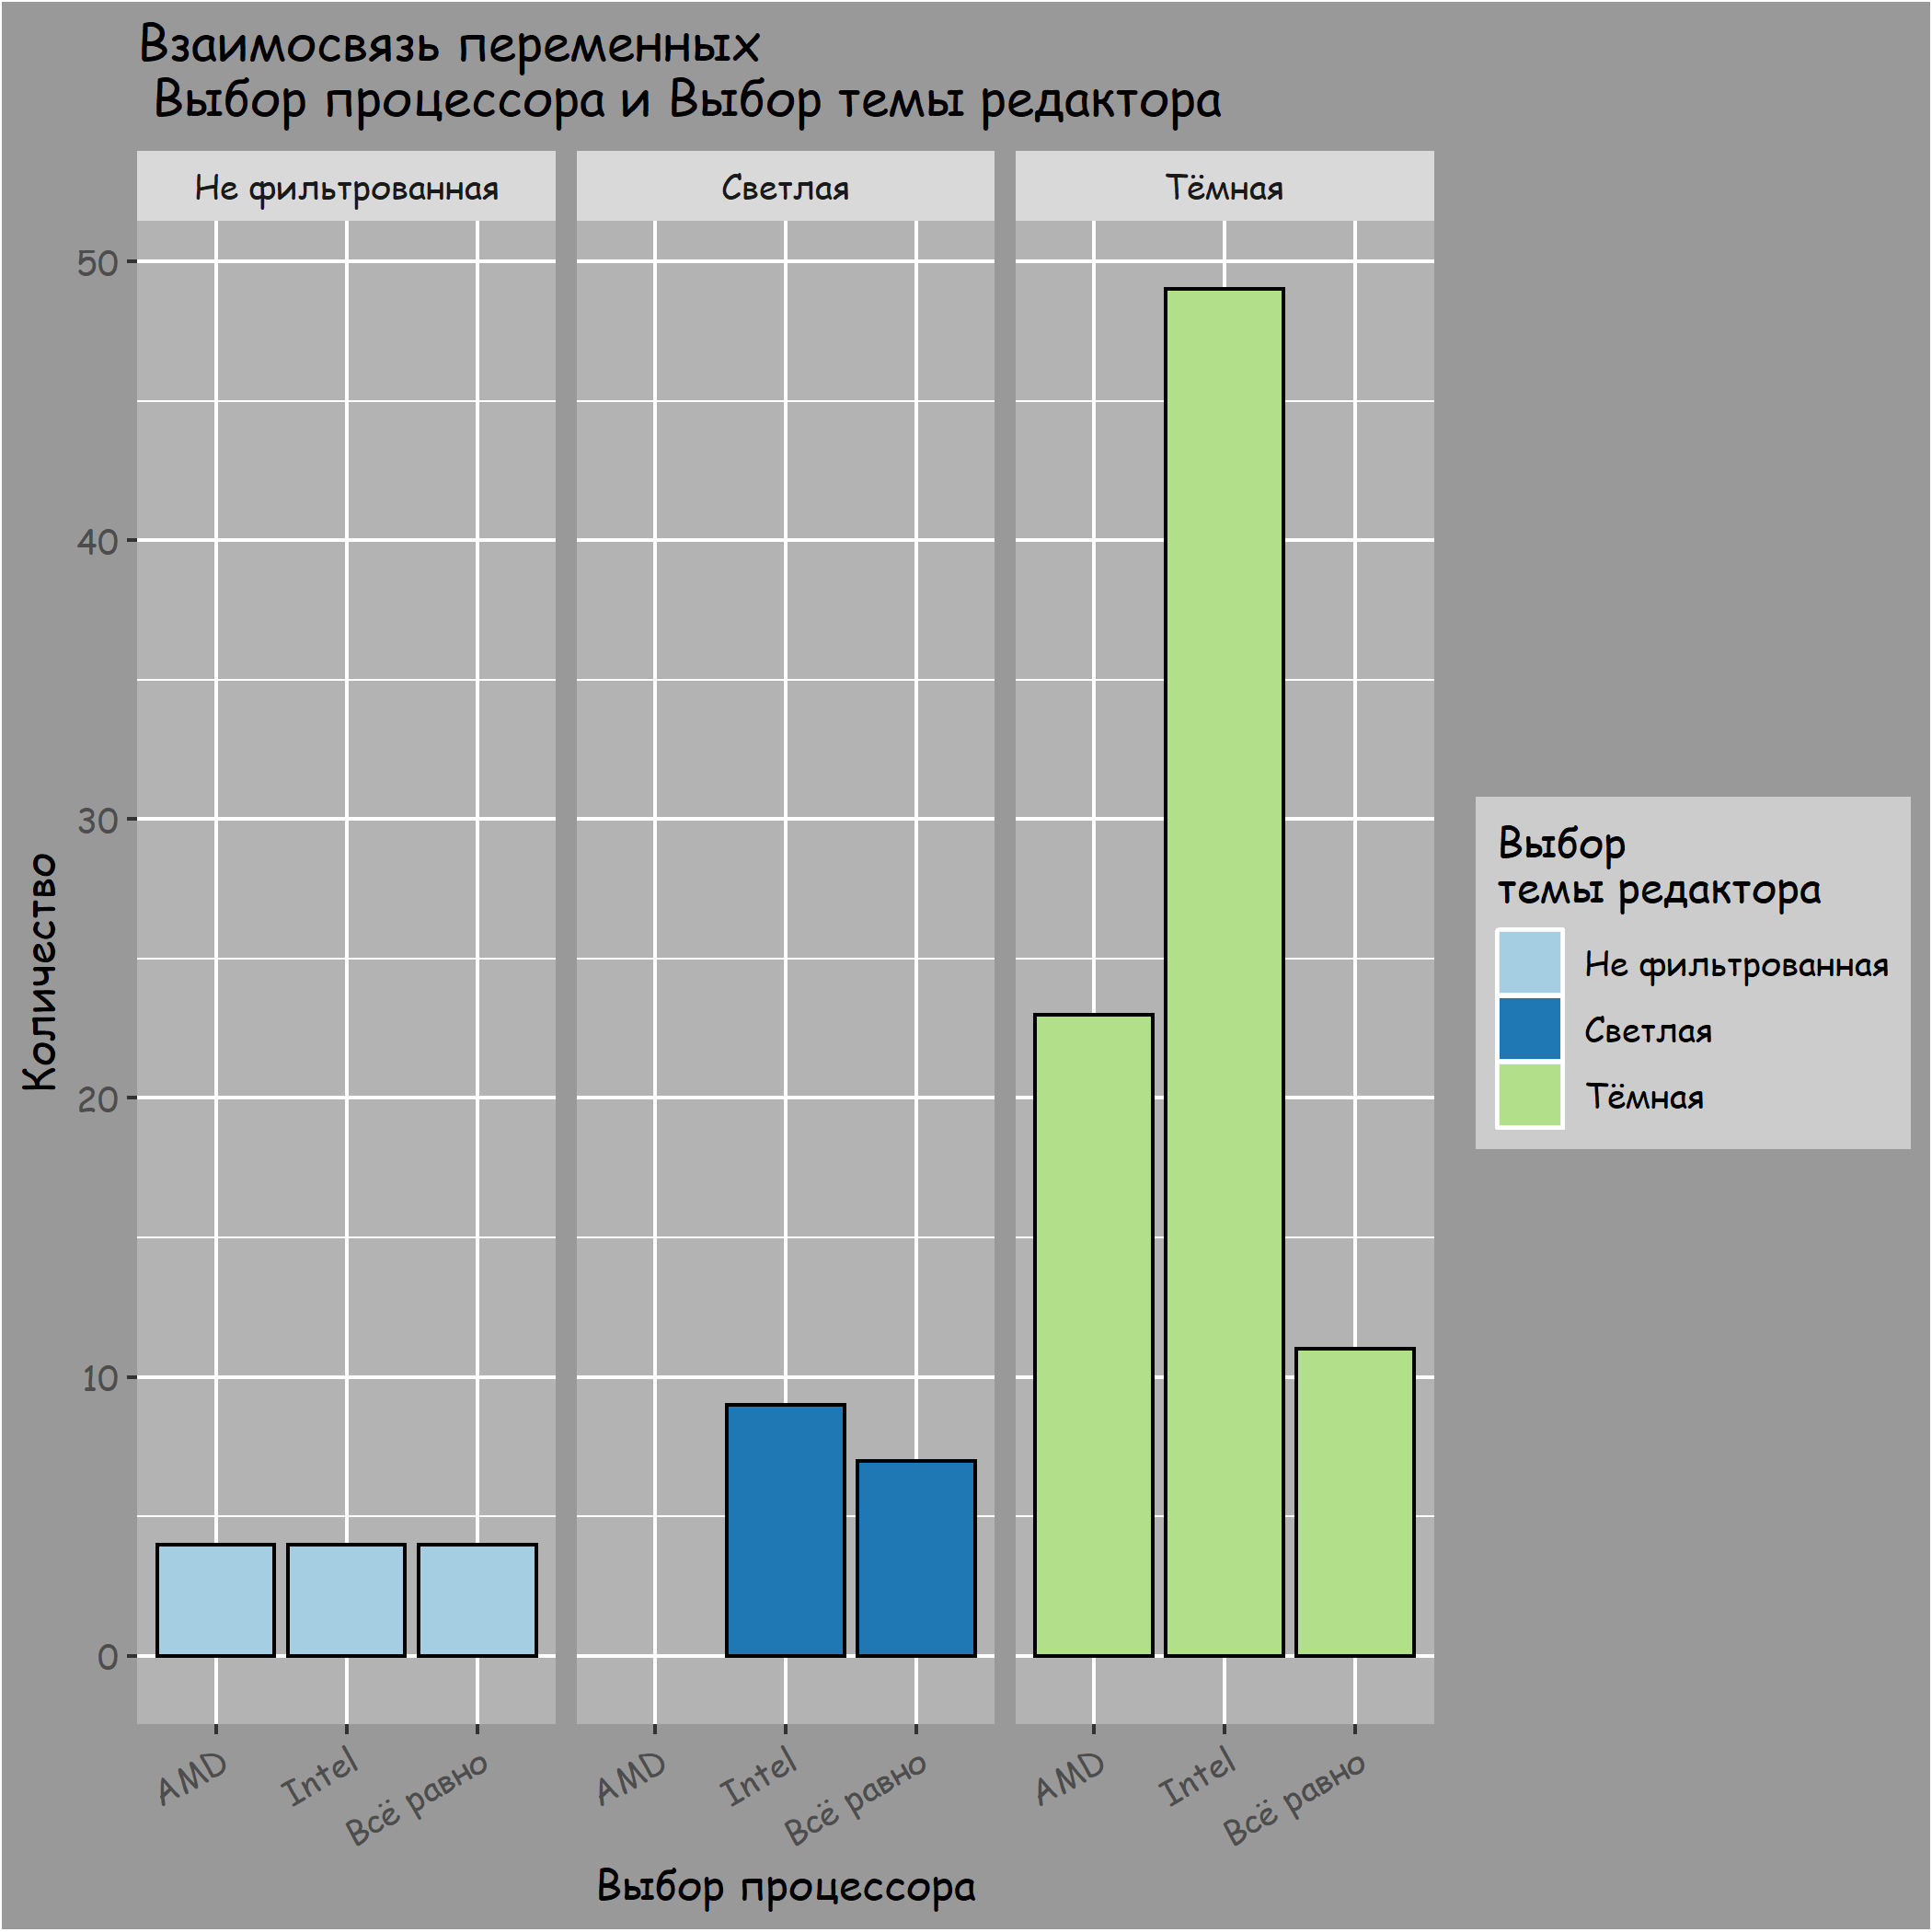 Взаимосвязь переменных
Выбор процессора и Выбор темы редактора
Не фильтрованная
Светлая
Тёмная
50
40
30
20
10
0
Количество
AMD
Intel
Всё равно
AMD
Intel
Всё равно
AMD
Intel
Всё равно
Выбор процессора
Выбор
темы редактора
Не фильтрованная
Светлая
Тёмная